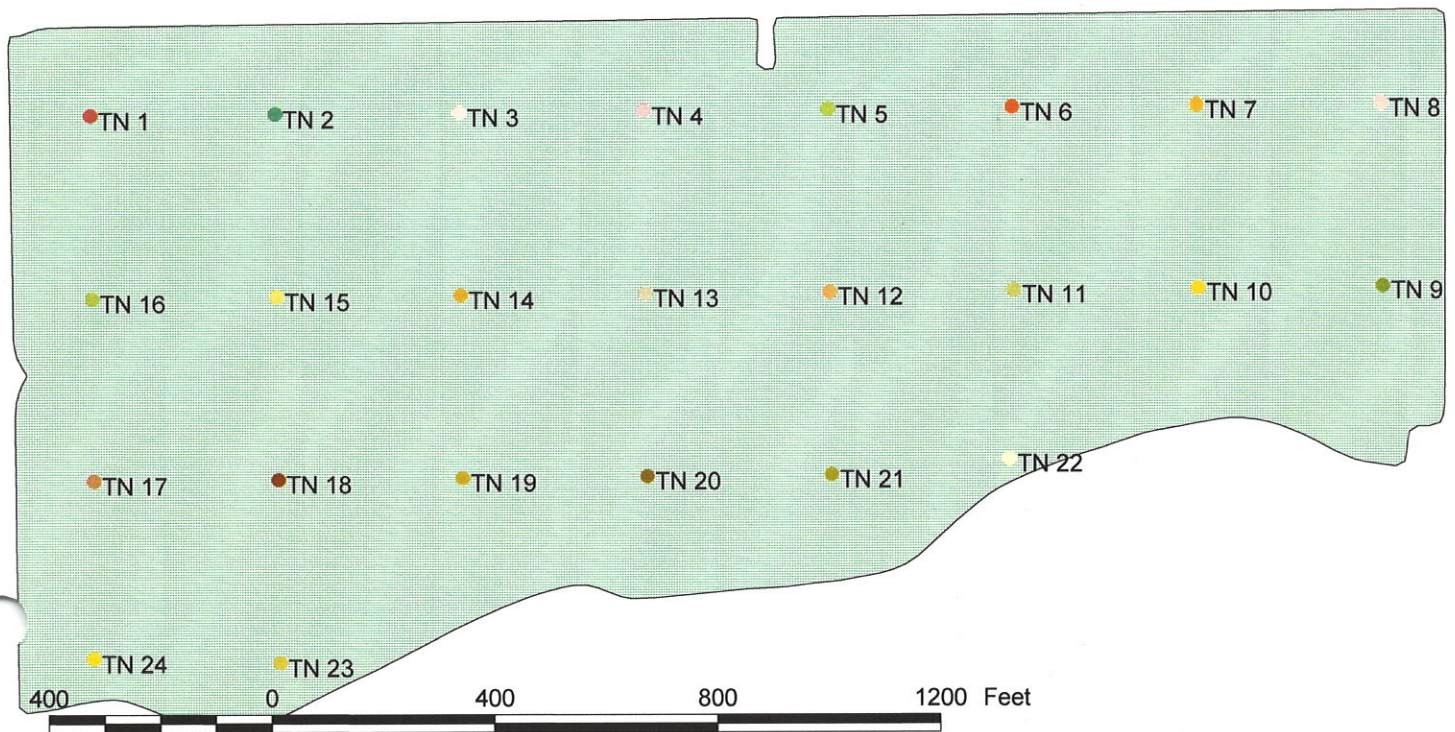 TN 1 TN 2 TN 3 TN 4 TN 5 TN 6 TN 7 TN 8
TN 16 TN 15 TN 14 TN 13 TN 12 TN 11 TN 10 TN 9
TN 17 TN 18 TN 19 TN 20 TN 21 TN 22
TN 24 TN 23
400 0 400 800 1200 Feet